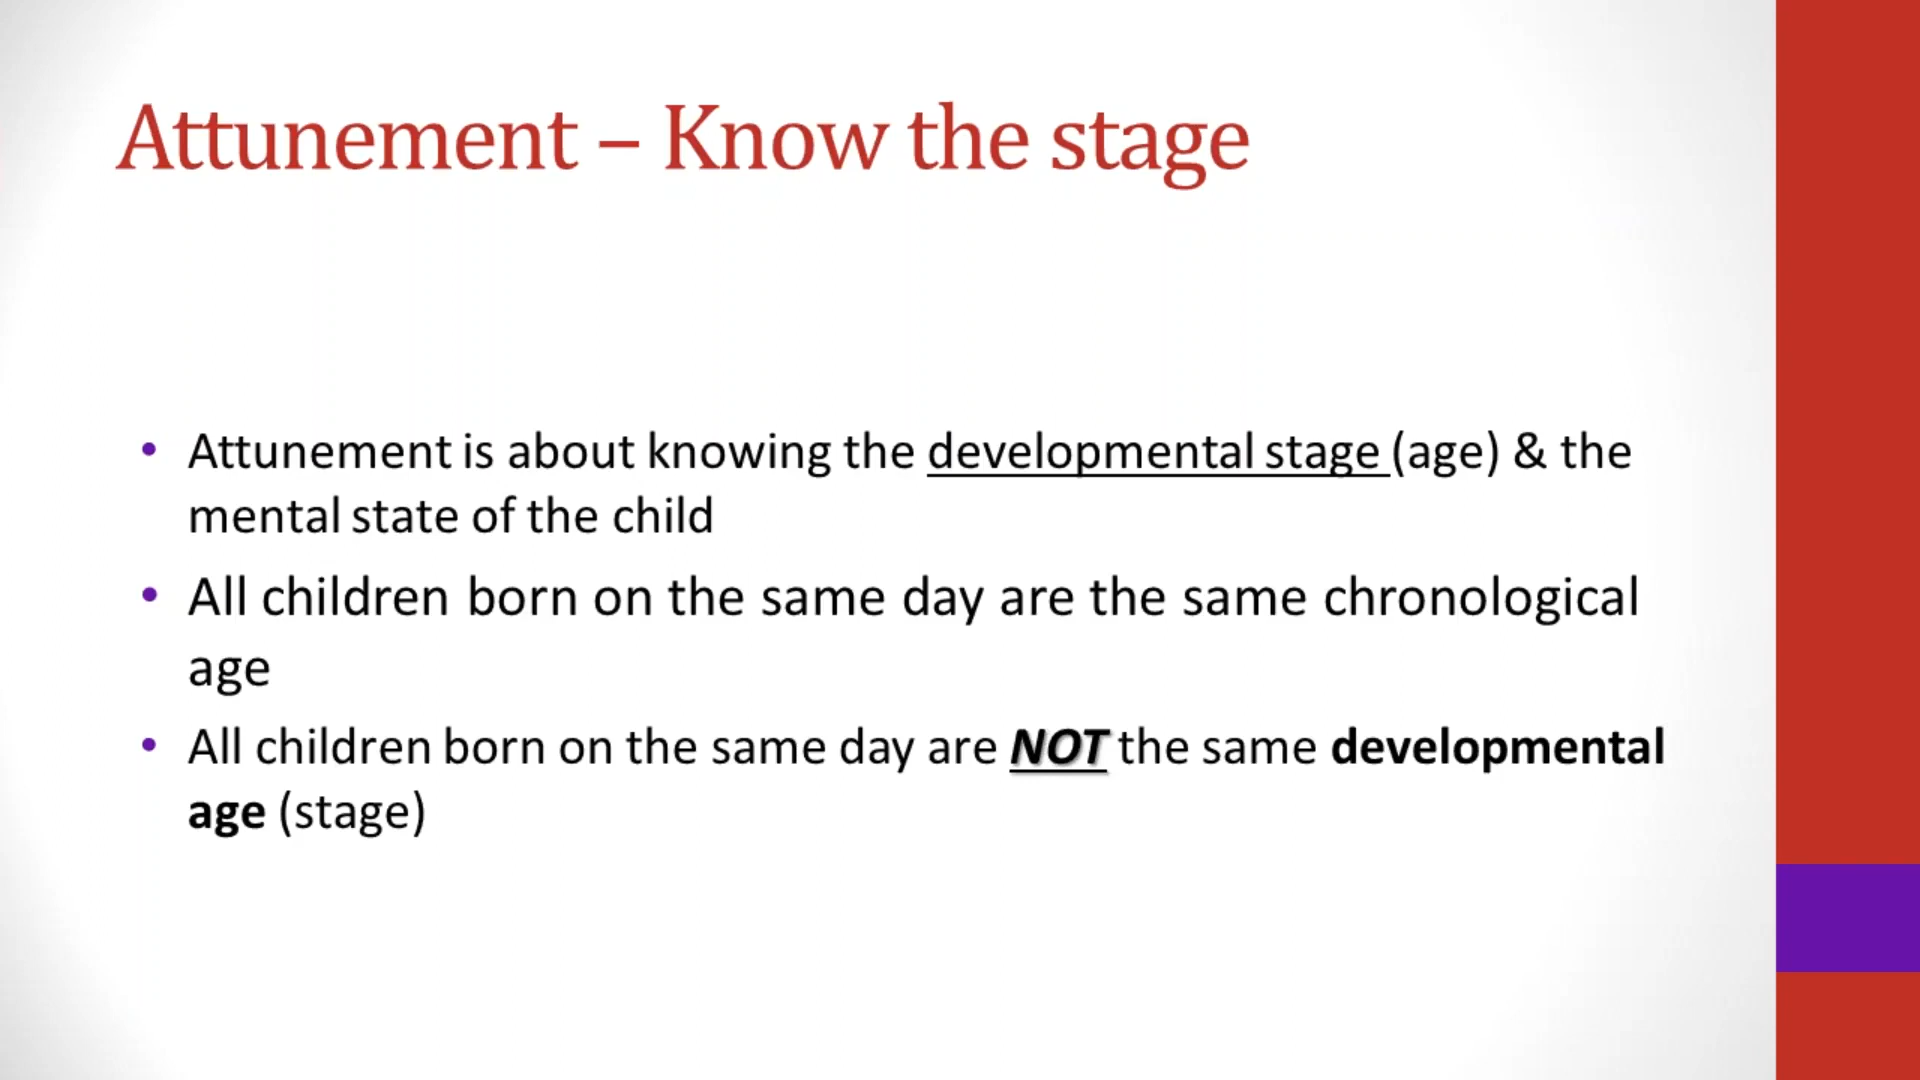 Attunement – Know the stage
• Attunement is about knowing the developmental stage (age) & the
mental state of the child
• All children born on the same day are the same chronological
age
• All children born on the same day are NOT the same developmental
age (stage)